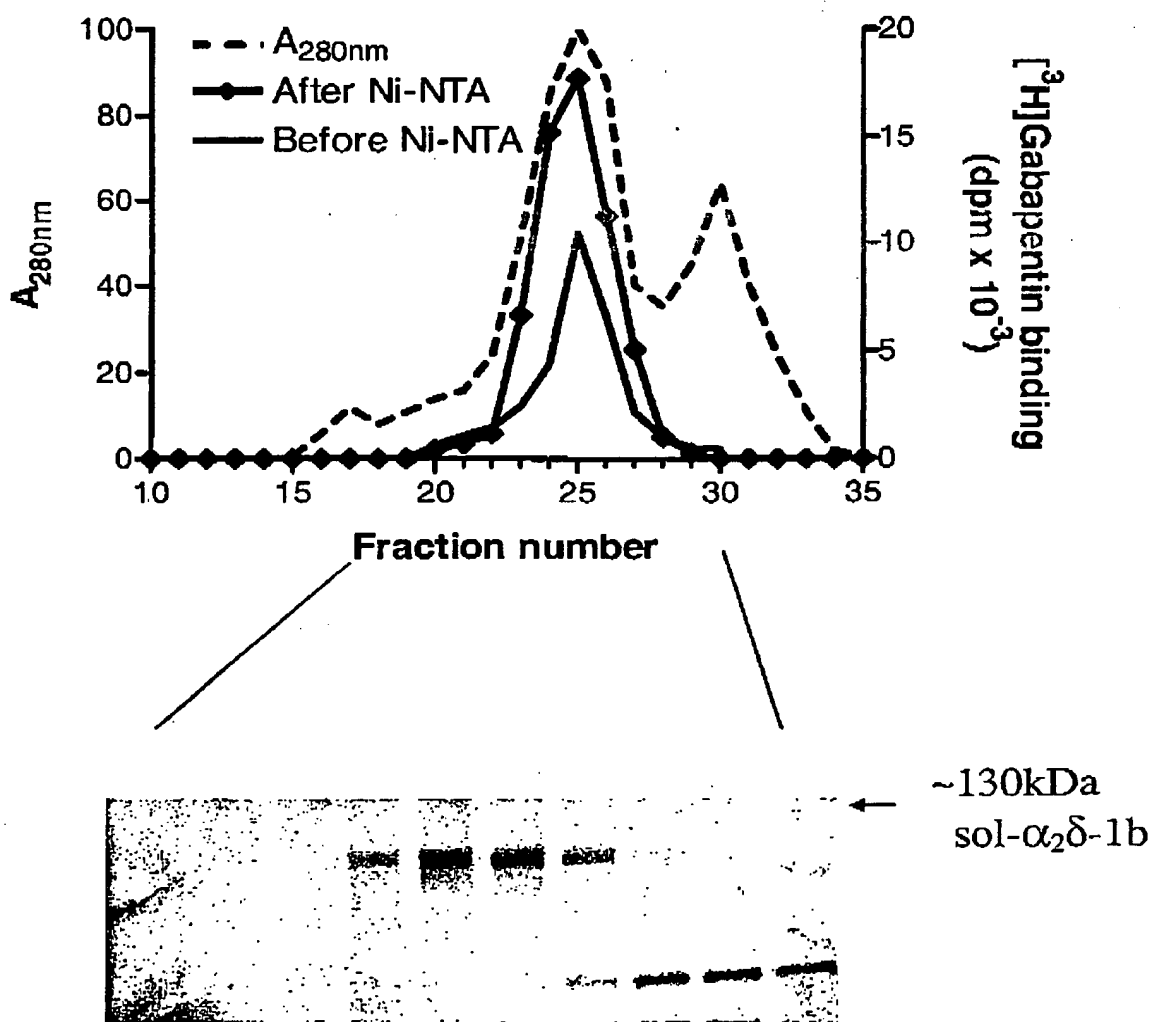 100
80
60
40
20
0
A280nm
A280nm
After Ni-NTA
Before Ni-NTA
20
15
10
5
0
[³H]Gabapentin binding
(dpm x 10⁻³)
10 15 20 25 30 35
Fraction number
~130kDa
sol-α₂δ-1b